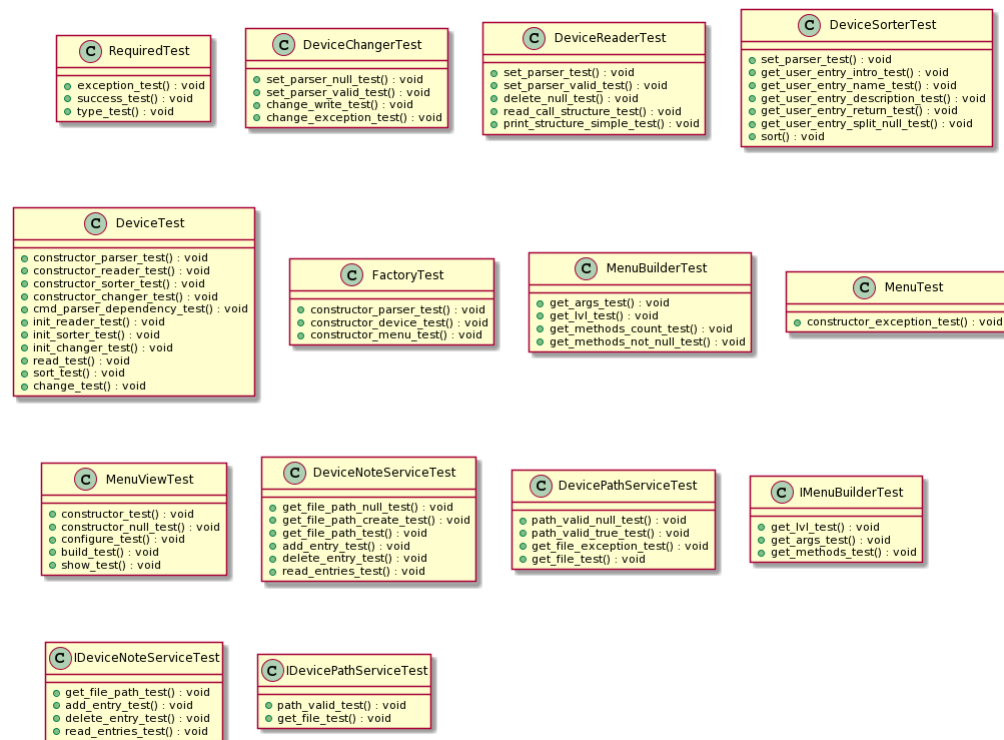 C RequiredTest
exception_test() : void
success_test() : void
type_test() : void
C DeviceChangerTest
set_parser_null_test() : void
set_parser_valid_test() : void
change_write_test() : void
change_exception_test() : void
C DeviceReaderTest
set_parser_test() : void
set_parser_valid_test() : void
delete_null_test() : void
read_call_structure_test() : void
print_structure_simple_test() : void
C DeviceSorterTest
set_parser_test() : void
get_user_entry_intro_test() : void
get_user_entry_name_test() : void
get_user_entry_description_test() : void
get_user_entry_return_test() : void
get_user_entry_split_null_test() : void
sort() : void
C DeviceTest
constructor_parser_test() : void
constructor_reader_test() : void
constructor_sorter_test() : void
constructor_changer_test() : void
cmd_parser_dependency_test() : void
init_reader_test() : void
init_sorter_test() : void
init_changer_test() : void
read_test() : void
sort_test() : void
change_test() : void
C FactoryTest
constructor_parser_test() : void
constructor_device_test() : void
constructor_menu_test() : void
C MenuBuilderTest
get_args_test() : void
get_lvl_test() : void
get_methods_count_test() : void
get_methods_not_null_test() : void
C MenuTest
constructor_exception_test() : void
C MenuViewTest
constructor_test() : void
constructor_null_test() : void
configure_test() : void
build_test() : void
show_test() : void
C DeviceNoteServiceTest
get_file_path_null_test() : void
get_file_path_create_test() : void
get_file_path_test() : void
add_entry_test() : void
delete_entry_test() : void
read_entries_test() : void
C DevicePathServiceTest
path_valid_null_test() : void
path_valid_true_test() : void
get_file_exception_test() : void
get_file_test() : void
C IMenuBuilderTest
get_lvl_test() : void
get_args_test() : void
get_methods_test() : void
C IDeviceNoteServiceTest
get_file_path_test() : void
add_entry_test() : void
delete_entry_test() : void
read_entries_test() : void
C IDevicePathServiceTest
path_valid_test() : void
get_file_test() : void